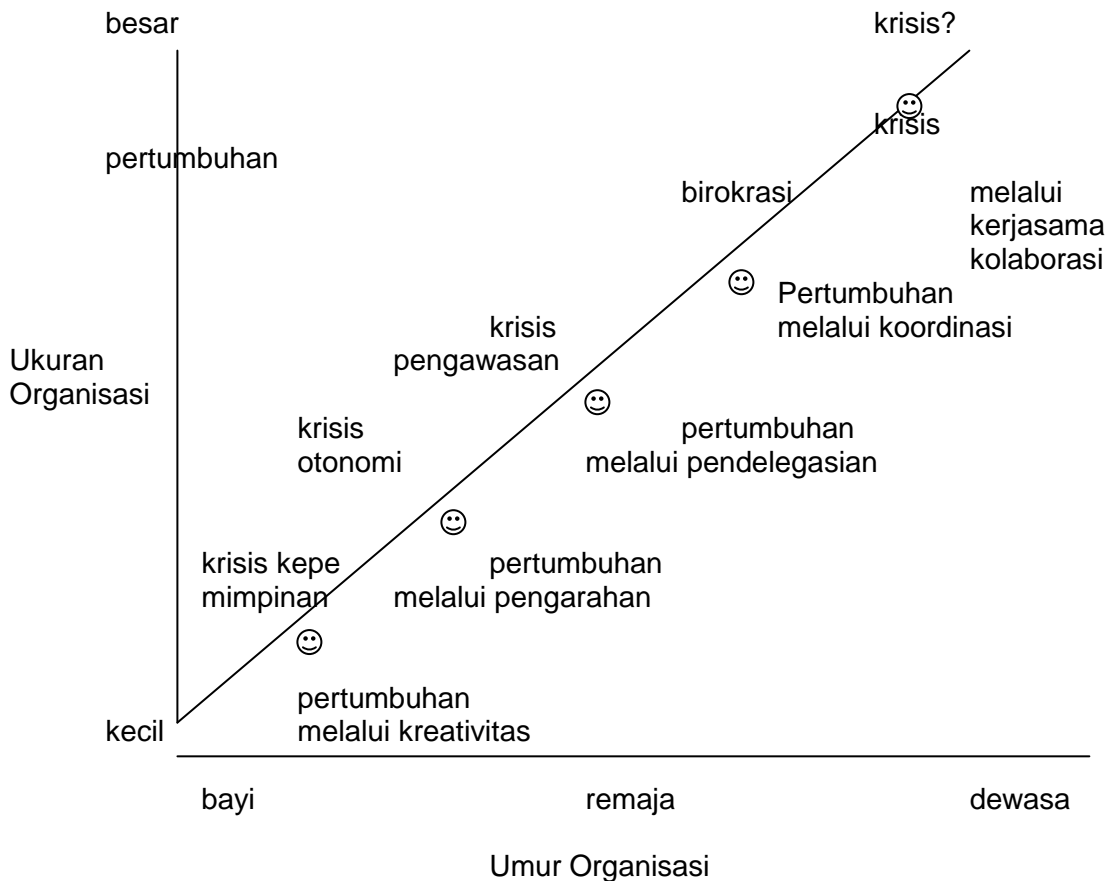 besar
krisis?
krisis
pertumbuhan
birokrasi
melalui
kerjasama
kolaborasi
Pertumbuhan
melalui koordinasi
krisis
pengawasan
Ukuran
Organisasi
krisis
otonomi
pertumbuhan
melalui pendelegasian
krisis kepe
mimpinan
pertumbuhan
melalui pengarahan
pertumbuhan
melalui kreativitas
kecil
bayi
remaja
dewasa
Umur Organisasi